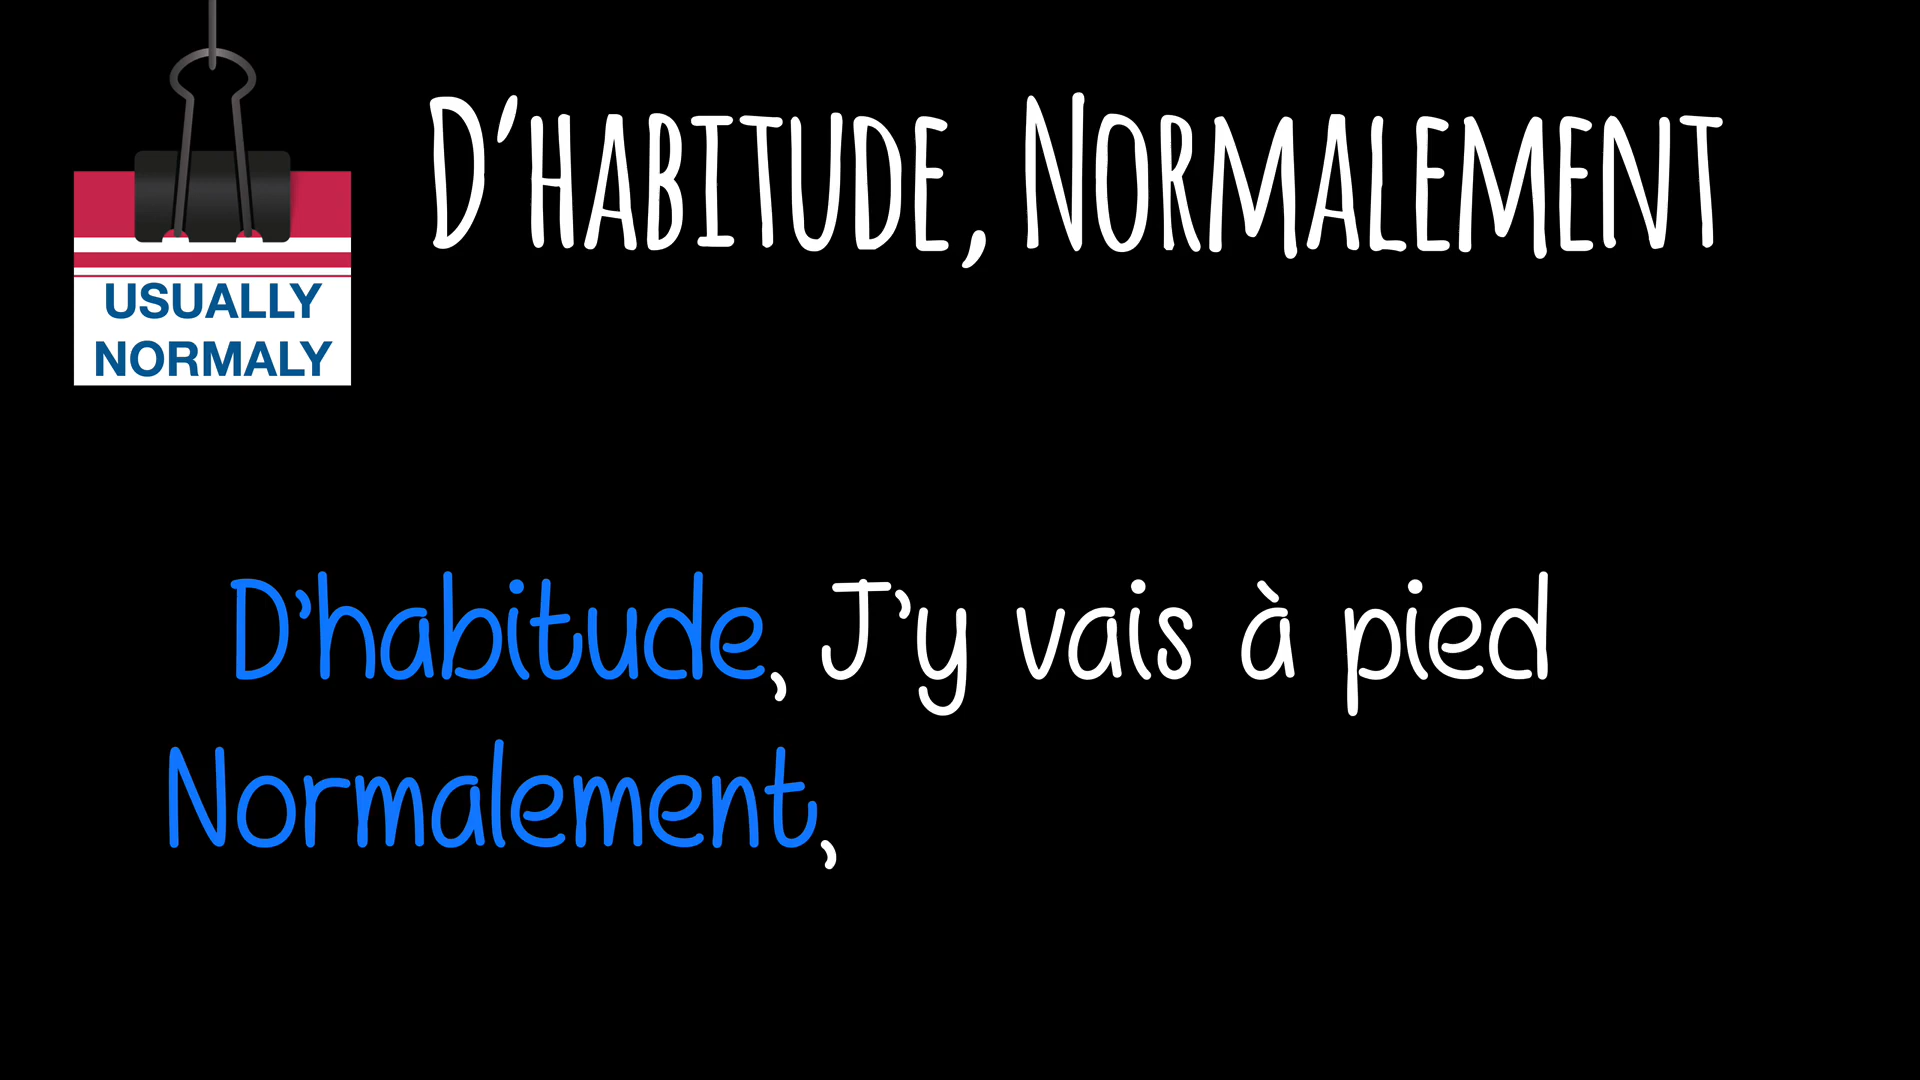 D'HABITUDE, NORMALEMENT
USUALLY
NORMALY
D'habitude, J'y vais à pied
Normalement,